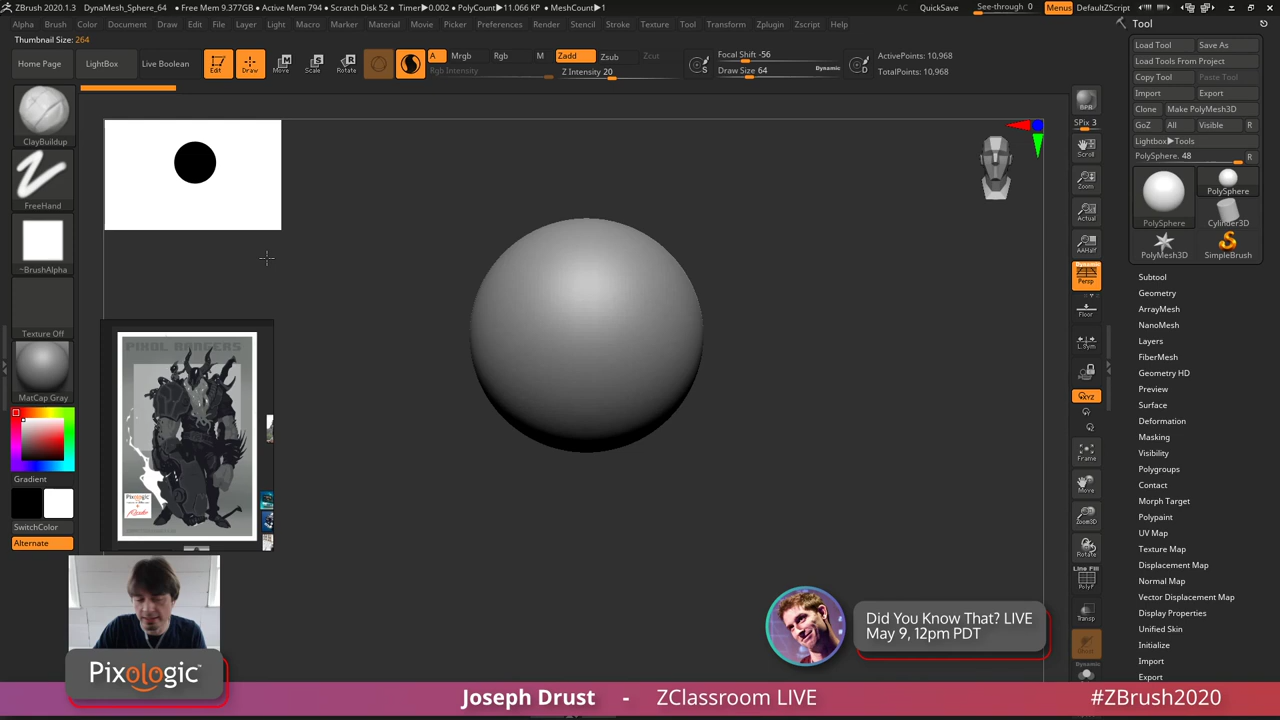 ZBrush 2020.1.3 DynaMesh_Sphere_64 • Free Mem 9.377GB • Active Mem 794 • Scratch Disk 52 • Timer▶0.002 • PolyCount▶11.066 KP • MeshCount▶1 AC QuickSave See-through 0 Menus DefaultZScript
Alpha Brush Color Document Draw Edit File Layer Light Macro Marker Material Movie Picker Preferences Render Stencil Stroke Texture Tool Transform Zplugin Zscript Help
Tool
Thumbnail Size: 264
Home Page LightBox Live Boolean
Edit Draw Move Scale Rotate
A Mrgb Rgb M
Rgb Intensity
Zadd Zsub Zcut
Z Intensity 20
S
Focal Shift -56
Draw Size 64 Dynamic
D
ActivePoints: 10,968
TotalPoints: 10,968
Load Tool Save As
Load Tools From Project
Copy Tool Paste Tool
Import Export
Clone Make PolyMesh3D
GoZ All Visible R
Lightbox▶Tools
PolySphere. 48 R
PolySphere PolySphere
Cylinder3D
PolyMesh3D SimpleBrush
Subtool
Geometry
ArrayMesh
NanoMesh
Layers
FiberMesh
Geometry HD
Preview
Surface
Deformation
Masking
Visibility
Polygroups
Contact
Morph Target
Polypaint
UV Map
Texture Map
Displacement Map
Normal Map
Vector Displacement Map
Display Properties
Unified Skin
Initialize
Import
Export
BPR
SPix 3
Scroll
Zoom
Actual
AAHalf
Dynamic
Persp
Floor
L.Sym
XYZ
Frame
Move
Zoom3D
Rotate
Line Fill
PolyF
Transp
Ghost
Dynamic
ClayBuildup
FreeHand
~BrushAlpha
Texture Off
MatCap Gray
Gradient
SwitchColor
Alternate
PIXOL RANGERS
Pixologic
Pixologic™
Did You Know That? LIVE
May 9, 12pm PDT
Joseph Drust - ZClassroom LIVE #ZBrush2020